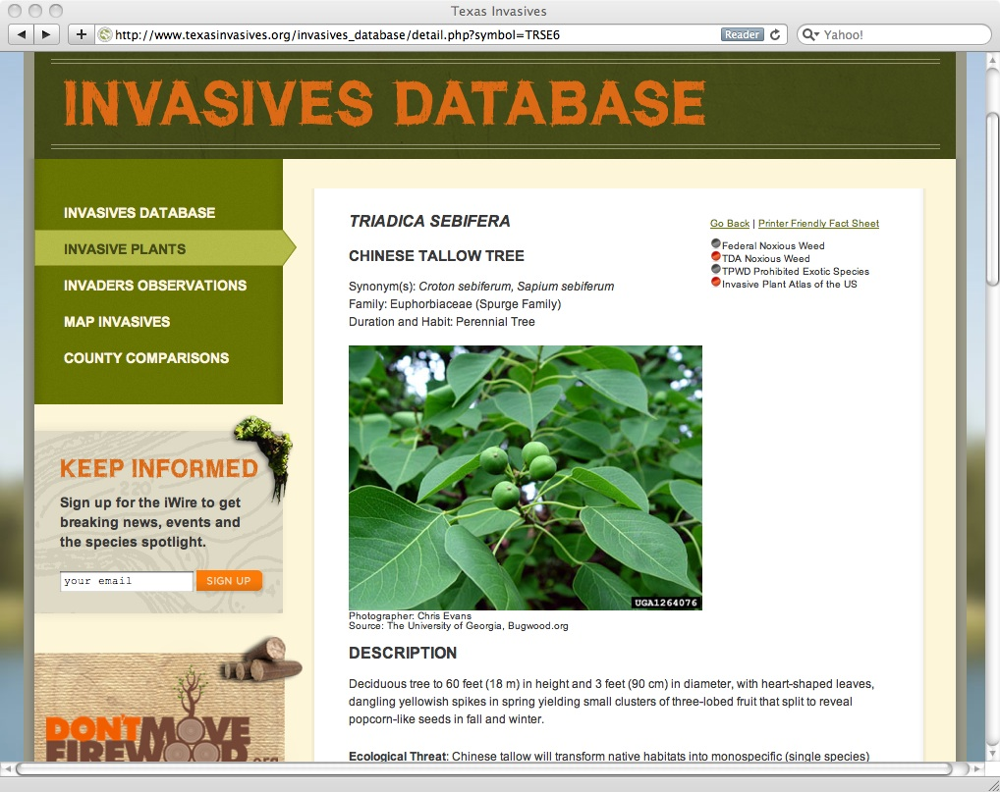 Texas Invasives
http://www.texasinvasives.org/invasives_database/detail.php?symbol=TRSE6
Reader
Yahoo!
INVASIVES DATABASE
INVASIVES DATABASE
INVASIVE PLANTS
INVADERS OBSERVATIONS
MAP INVASIVES
COUNTY COMPARISONS
KEEP INFORMED
Sign up for the iWire to get
breaking news, events and
the species spotlight.
your email
SIGN UP
DON'T MOVE
FIREWOOD.org
TRIADICA SEBIFERA
CHINESE TALLOW TREE
Synonym(s): Croton sebiferum, Sapium sebiferum
Family: Euphorbiaceae (Spurge Family)
Duration and Habit: Perennial Tree
Go Back | Printer Friendly Fact Sheet
Federal Noxious Weed
TDA Noxious Weed
TPWD Prohibited Exotic Species
Invasive Plant Atlas of the US
UGA1264076
Photographer: Chris Evans
Source: The University of Georgia, Bugwood.org
DESCRIPTION
Deciduous tree to 60 feet (18 m) in height and 3 feet (90 cm) in diameter, with heart-shaped leaves,
dangling yellowish spikes in spring yielding small clusters of three-lobed fruit that split to reveal
popcorn-like seeds in fall and winter.
Ecological Threat: Chinese tallow will transform native habitats into monospecific (single species)